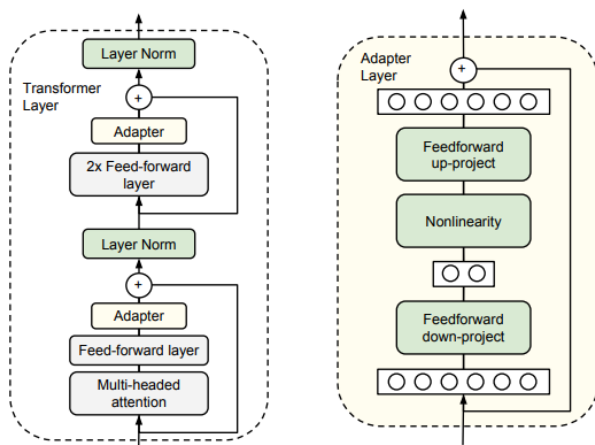 Layer Norm
Transformer
Layer
+
Adapter
2x Feed-forward
layer
Layer Norm
+
Adapter
Feed-forward layer
Multi-headed
attention
Adapter
Layer
+
Feedforward
up-project
Nonlinearity
Feedforward
down-project